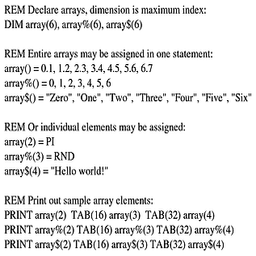 REM Declare arrays, dimension is maximum index:
DIM array(6), array%(6), array$(6)
REM Entire arrays may be assigned in one statement:
array() = 0.1, 1.2, 2.3, 3.4, 4.5, 5.6, 6.7
array%() = 0, 1, 2, 3, 4, 5, 6
array$() = "Zero", "One", "Two", "Three", "Four", "Five", "Six"
REM Or individual elements may be assigned:
array(2) = PI
array%(3) = RND
array$(4) = "Hello world!"
REM Print out sample array elements:
PRINT array(2) TAB(16) array(3) TAB(32) array(4)
PRINT array%(2) TAB(16) array%(3) TAB(32) array%(4)
PRINT array$(2) TAB(16) array$(3) TAB(32) array$(4)